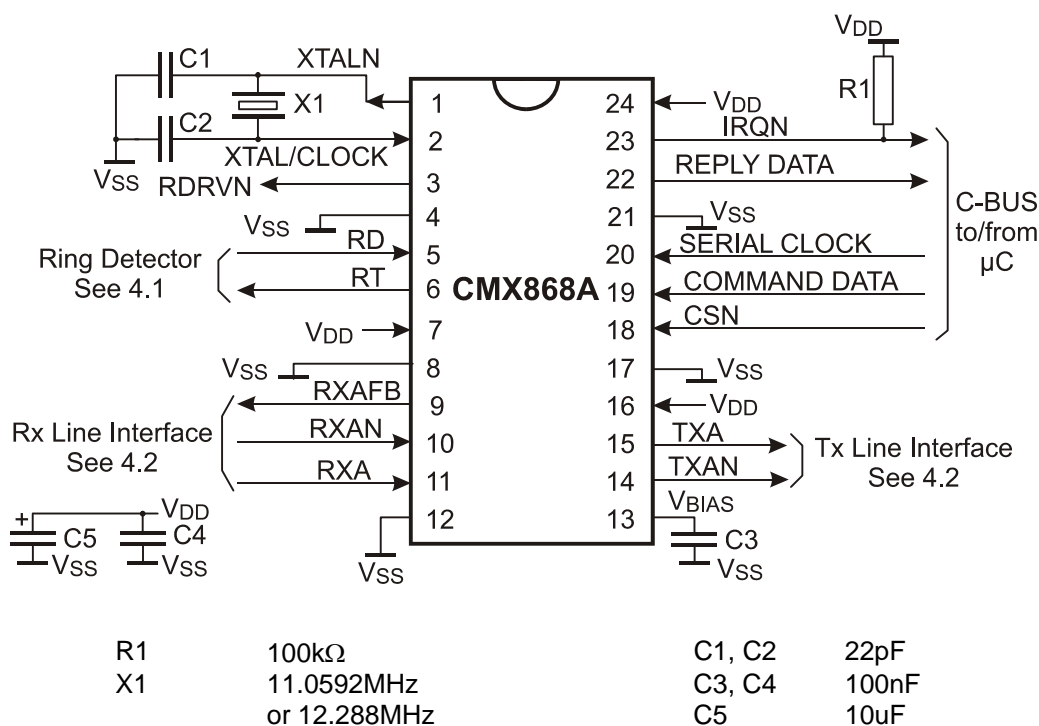 VDD
C1
XTALN
R1
X1
1
24
VDD
C2
IRQN
2
23
XTAL/CLOCK
VSS
REPLY DATA
RDRVN
3
22
VSS
4
21
VSS
C-BUS
to/from
µC
RD
5
20
SERIAL CLOCK
Ring Detector
See 4.1
RT
6
CMX868A
19
COMMAND DATA
CSN
VDD
7
18
VSS
8
17
VSS
RXAFB
9
16
VDD
Rx Line Interface
See 4.2
RXAN
10
15
TXA
Tx Line Interface
See 4.2
RXA
11
14
TXAN
VBIAS
+
VDD
C5
C4
12
13
C3
VSS
VSS
VSS
VSS
R1 100kΩ C1, C2 22pF
X1 11.0592MHz C3, C4 100nF
or 12.288MHz C5 10uF